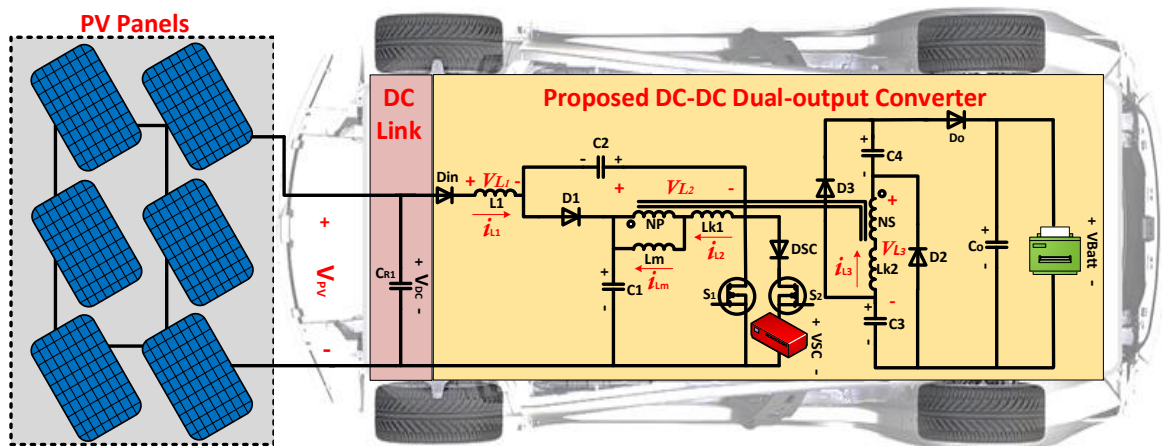 PV Panels
+
VPV
-
DC
Link
CR1
+ VDC -
Proposed DC-DC Dual-output Converter
Din
+ VL1 -
L1
iL1
C2
- +
D1
+ VL2 -
NP
Lk1
iL2
Lm
iLm
C1
+
-
DSC
S1
S2
+ VSC -
D3
+
C4
-
+
NS
VL3
iL3
Lk2
-
D2
+
C3
-
Do
+
Co
-
+ VBatt -